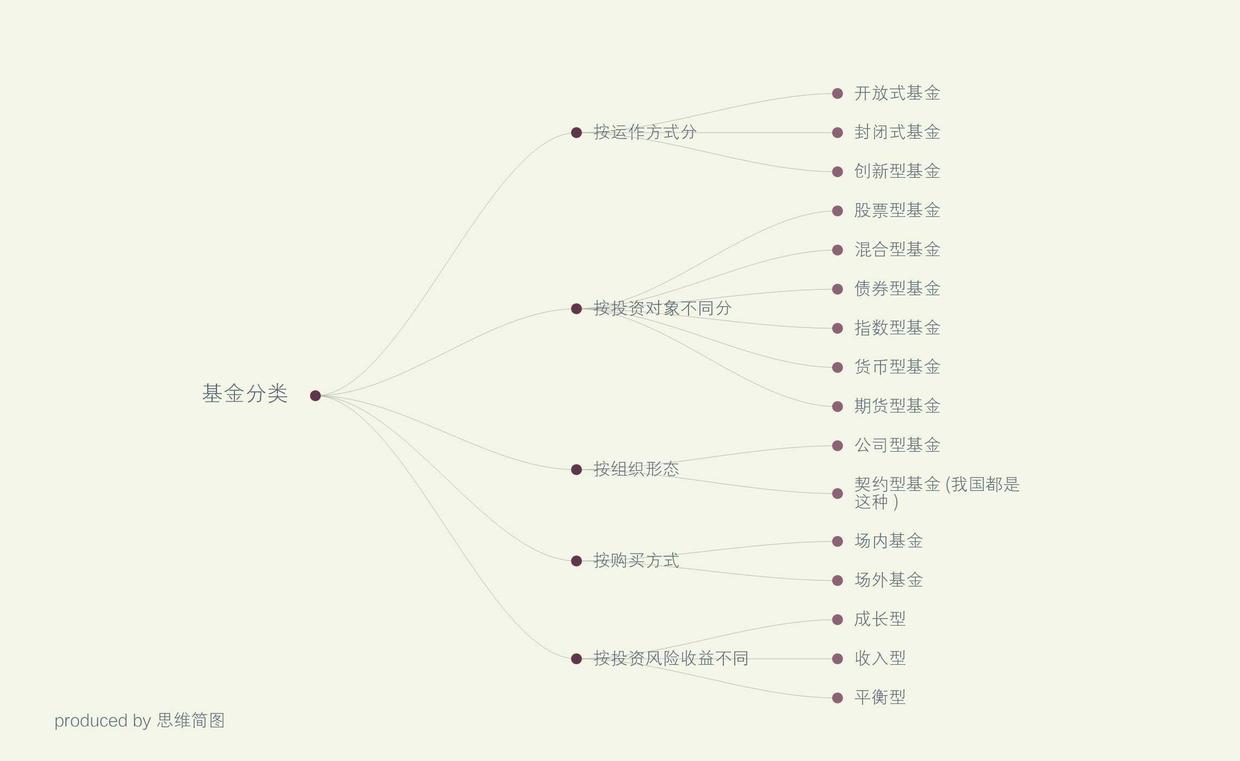 基金分类
按运作方式分
开放式基金
封闭式基金
创新型基金
按投资对象不同分
股票型基金
混合型基金
债券型基金
指数型基金
货币型基金
期货型基金
按组织形态
公司型基金
契约型基金 (我国都是
这种 )
按购买方式
场内基金
场外基金
按投资风险收益不同
成长型
收入型
平衡型
produced by 思维简图